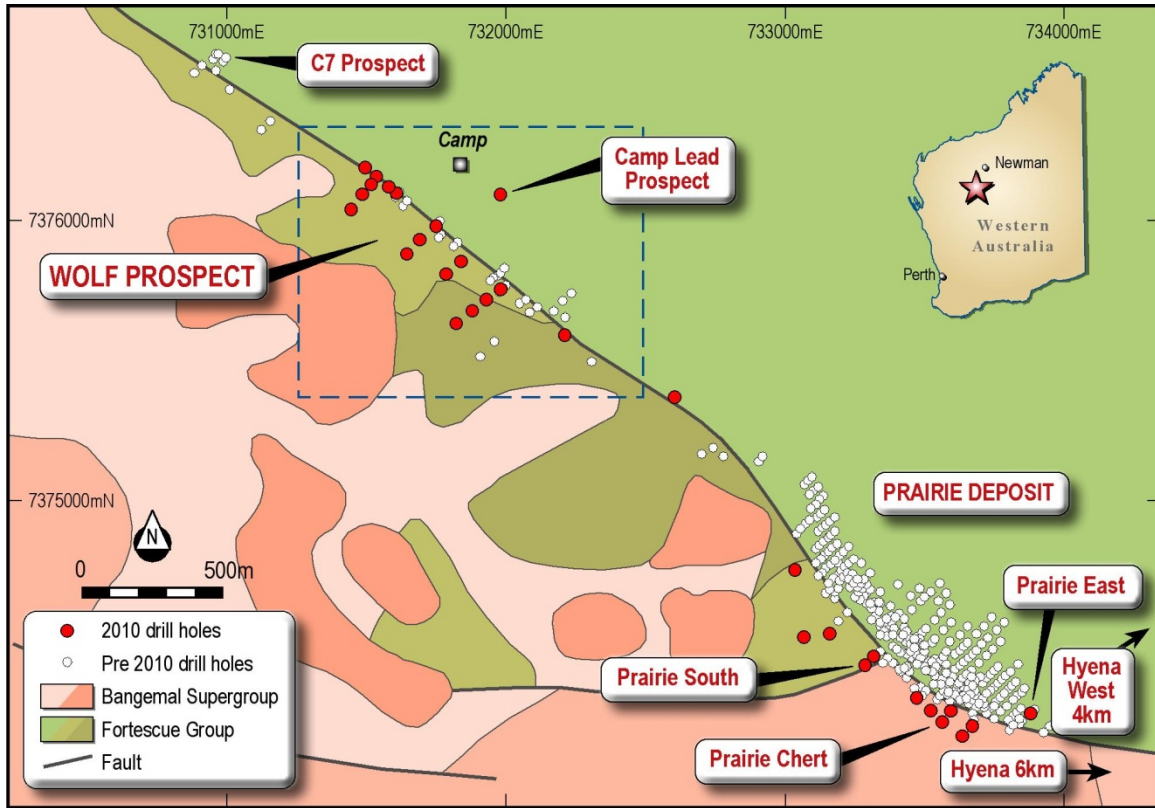 731000mE
732000mE
733000mE
734000mE
C7 Prospect
Camp
Camp Lead
Prospect
Newman
Western
Australia
Perth
7376000mN
WOLF PROSPECT
7375000mN
PRAIRIE DEPOSIT
N
0
500m
Prairie East
2010 drill holes
Pre 2010 drill holes
Bangemal Supergroup
Fortescue Group
Fault
Prairie South
Hyena
West
4km
Prairie Chert
Hyena 6km